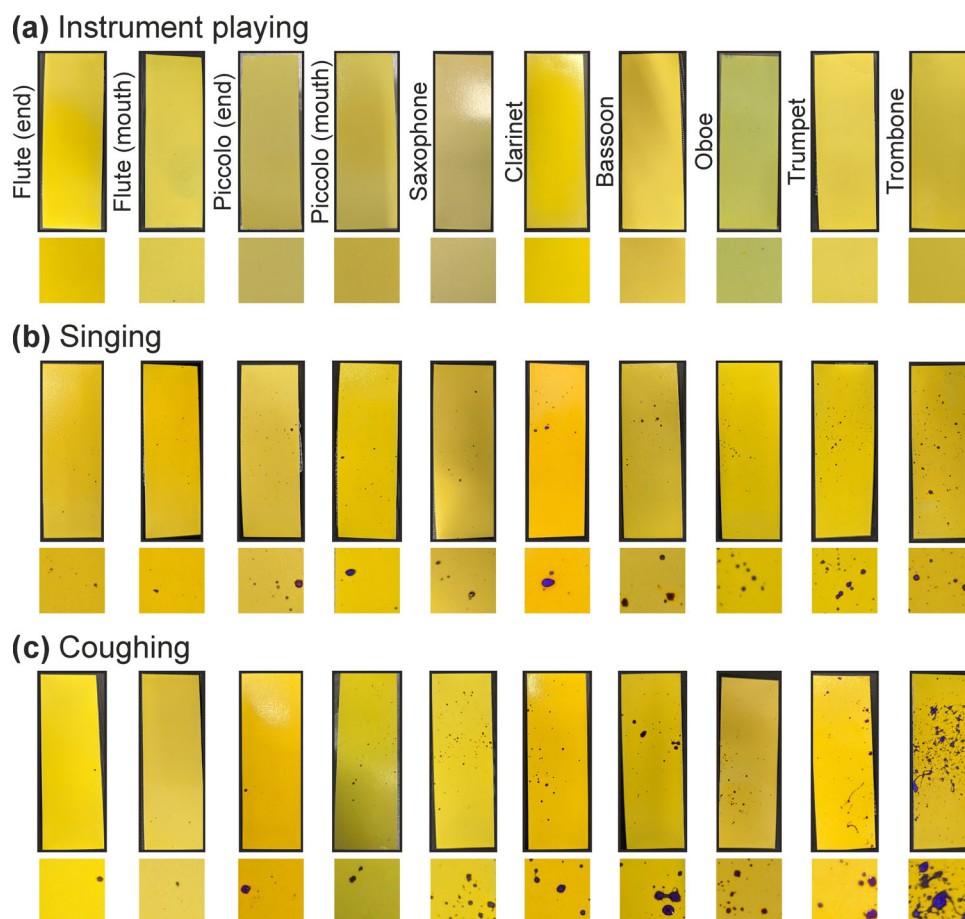 (a) Instrument playing
Flute (end)
Flute (mouth)
Piccolo (end)
Piccolo (mouth)
Saxophone
Clarinet
Bassoon
Oboe
Trumpet
Trombone
(b) Singing
(c) Coughing